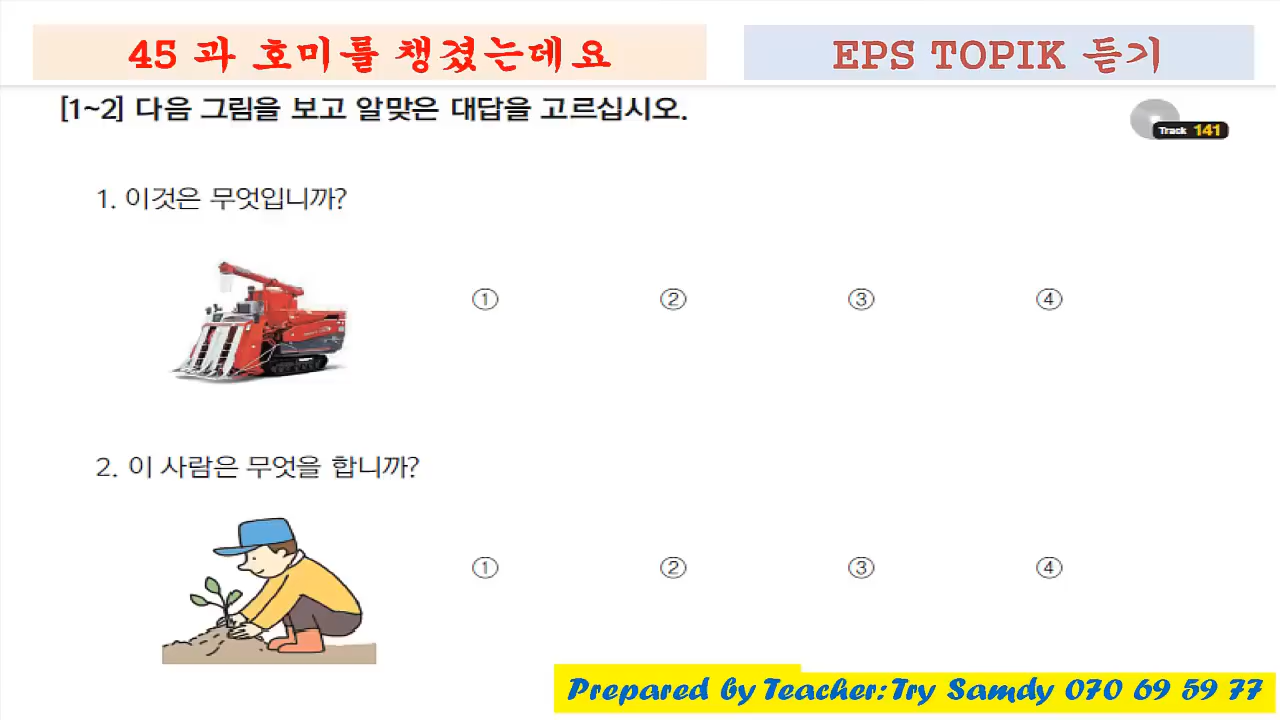 45 과 호미를 챙겼는데요
EPS TOPIK 듣기
[1~2] 다음 그림을 보고 알맞은 대답을 고르십시오.
Track 141
1. 이것은 무엇입니까?
① ② ③ ④
2. 이 사람은 무엇을 합니까?
① ② ③ ④
Prepared by Teacher: Try Samdy 070 69 59 77